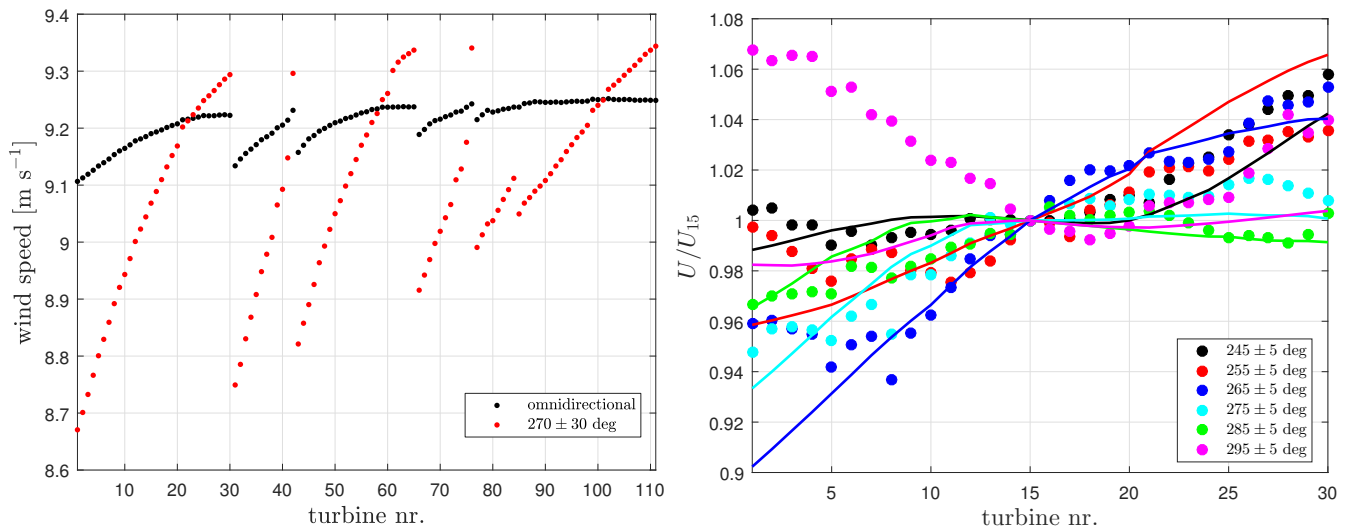 9.4
9.3
9.2
9.1
9
8.9
8.8
8.7
8.6
wind speed [m s⁻¹]
10 20 30 40 50 60 70 80 90 100 110
turbine nr.
omnidirectional
270 ± 30 deg
1.08
1.06
1.04
1.02
1
0.98
0.96
0.94
0.92
0.9
U/U₁₅
5 10 15 20 25 30
turbine nr.
245 ± 5 deg
255 ± 5 deg
265 ± 5 deg
275 ± 5 deg
285 ± 5 deg
295 ± 5 deg